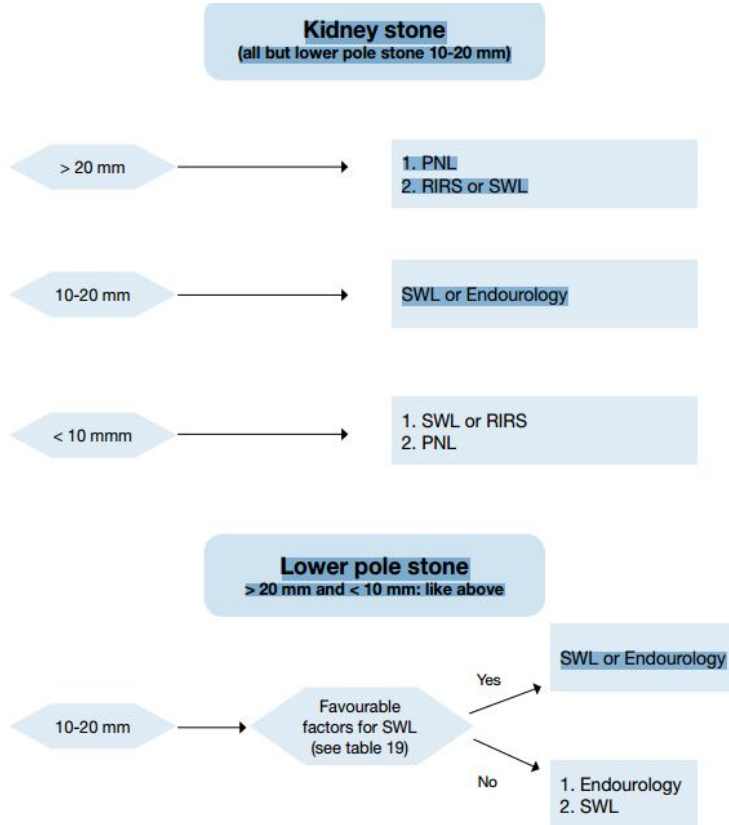 Kidney stone
(all but lower pole stone 10-20 mm)
> 20 mm
1. PNL
2. RIRS or SWL
10-20 mm
SWL or Endourology
< 10 mmm
1. SWL or RIRS
2. PNL
Lower pole stone
> 20 mm and < 10 mm: like above
10-20 mm
Favourable
factors for SWL
(see table 19)
Yes
SWL or Endourology
No
1. Endourology
2. SWL